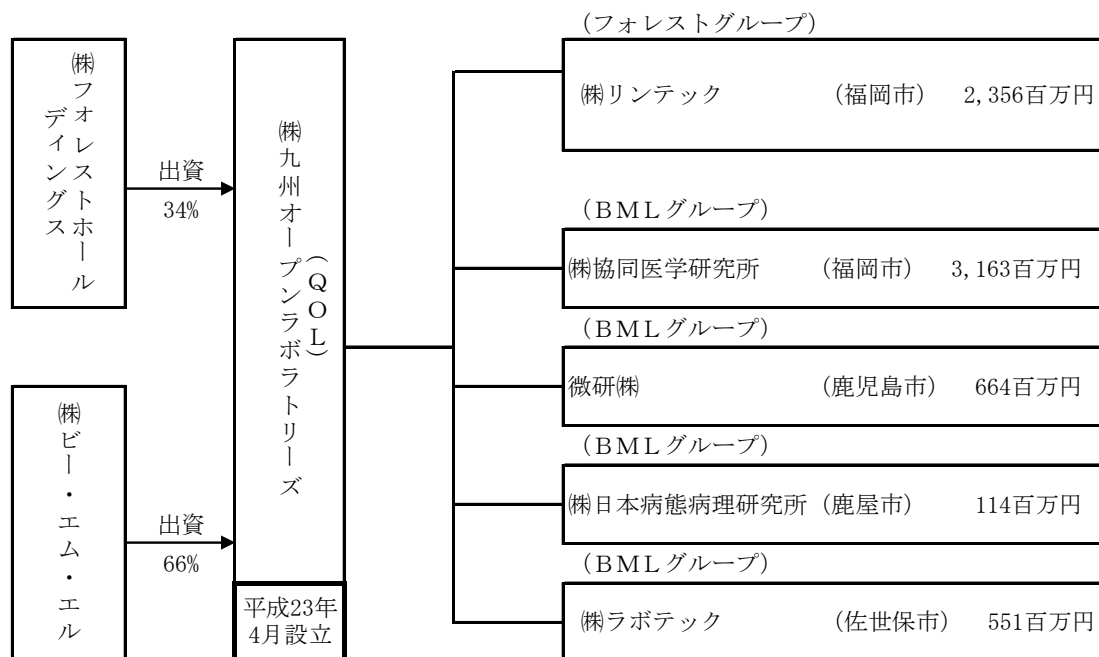 ㈱フォレストホールディングス
出資
34%
㈱ビー・エム・エル
出資
66%
㈱九州オープンラボラトリーズ
（ＱＯＬ）
平成23年
4月設立
（フォレストグループ）
㈱リンテック （福岡市） 2,356百万円
（ＢＭＬグループ）
㈱協同医学研究所 （福岡市） 3,163百万円
（ＢＭＬグループ）
微研㈱ （鹿児島市） 664百万円
（ＢＭＬグループ）
㈱日本病態病理研究所 （鹿屋市） 114百万円
（ＢＭＬグループ）
㈱ラボテック （佐世保市） 551百万円